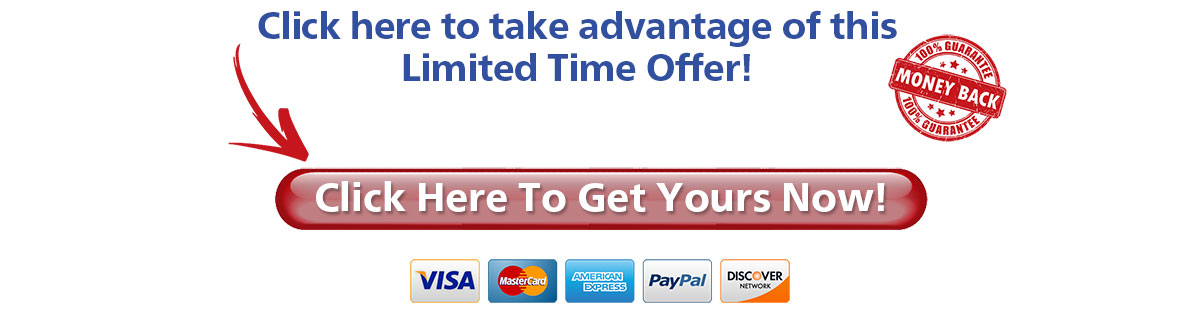 Click here to take advantage of this
Limited Time Offer!
100% GUARANTEE
MONEY BACK
100% GUARANTEE
Click Here To Get Yours Now!
VISA
MasterCard
AMERICAN
EXPRESS
PayPal
DISCOVER
NETWORK